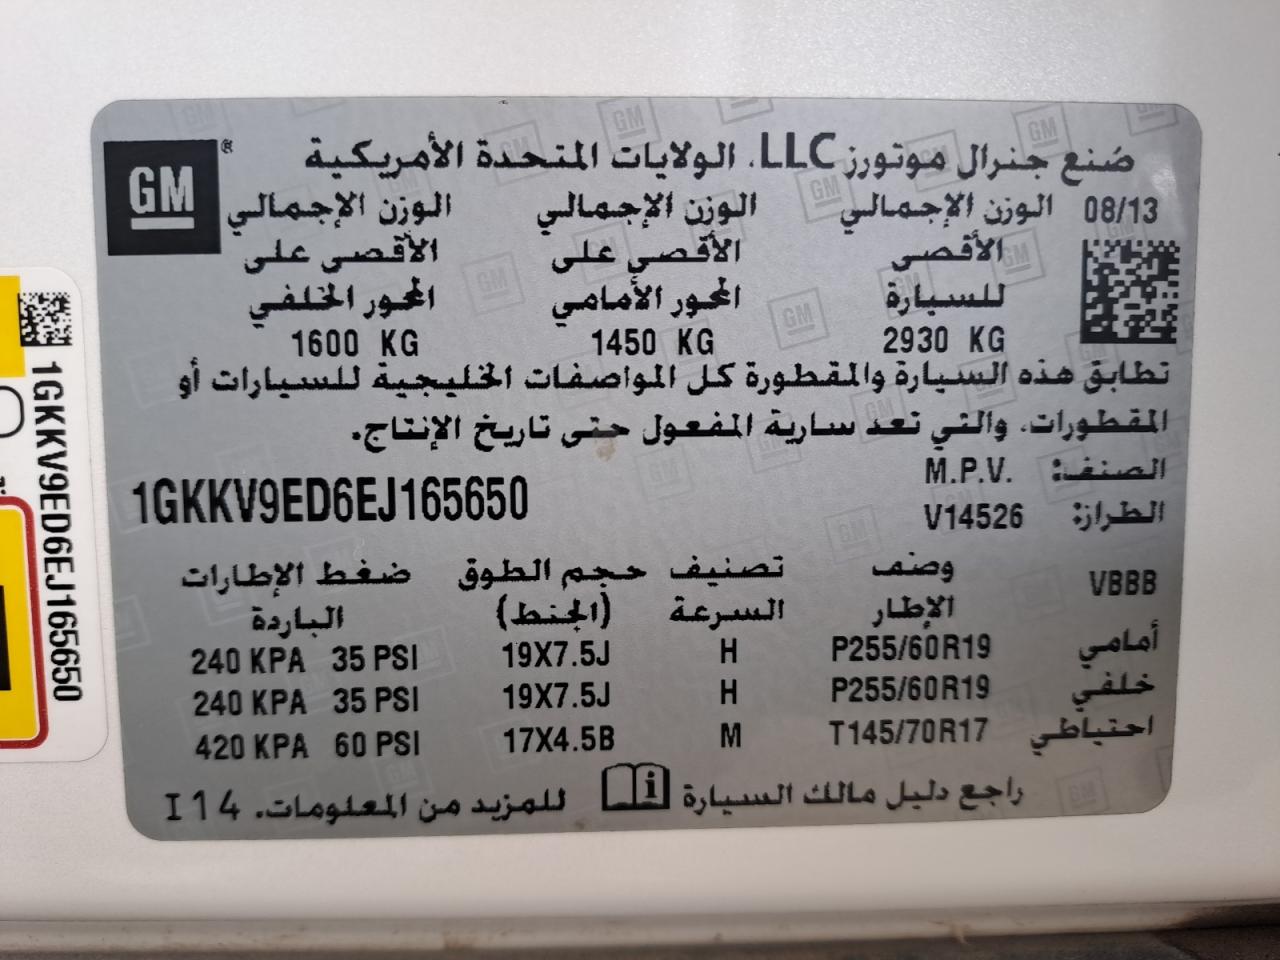 GM
صُنع جنرال موتورز LLC، الولايات المتحدة الأمريكية
08/13 الوزن الإجمالي الوزن الإجمالي الوزن الإجمالي
الأقصى الأقصى على الأقصى على
للسيارة المحور الأمامي المحور الخلفي
2930 KG 1450 KG 1600 KG
تطابق هذه السيارة والمقطورة كل المواصفات الخليجية للسيارات أو
المقطورات، والتي تعد سارية المفعول حتى تاريخ الإنتاج.
الصنف: M.P.V.
الطراز: V14526
1GKKV9ED6EJ165650
VBBB وصف تصنيف حجم الطوق ضغط الإطارات
الإطار السرعة (الجنط) الباردة
أمامي P255/60R19 H 19X7.5J 240 KPA 35 PSI
خلفي P255/60R19 H 19X7.5J 240 KPA 35 PSI
احتياطي T145/70R17 M 17X4.5B 420 KPA 60 PSI
راجع دليل مالك السيارة للمزيد من المعلومات. I14
1GKKV9ED6EJ165650